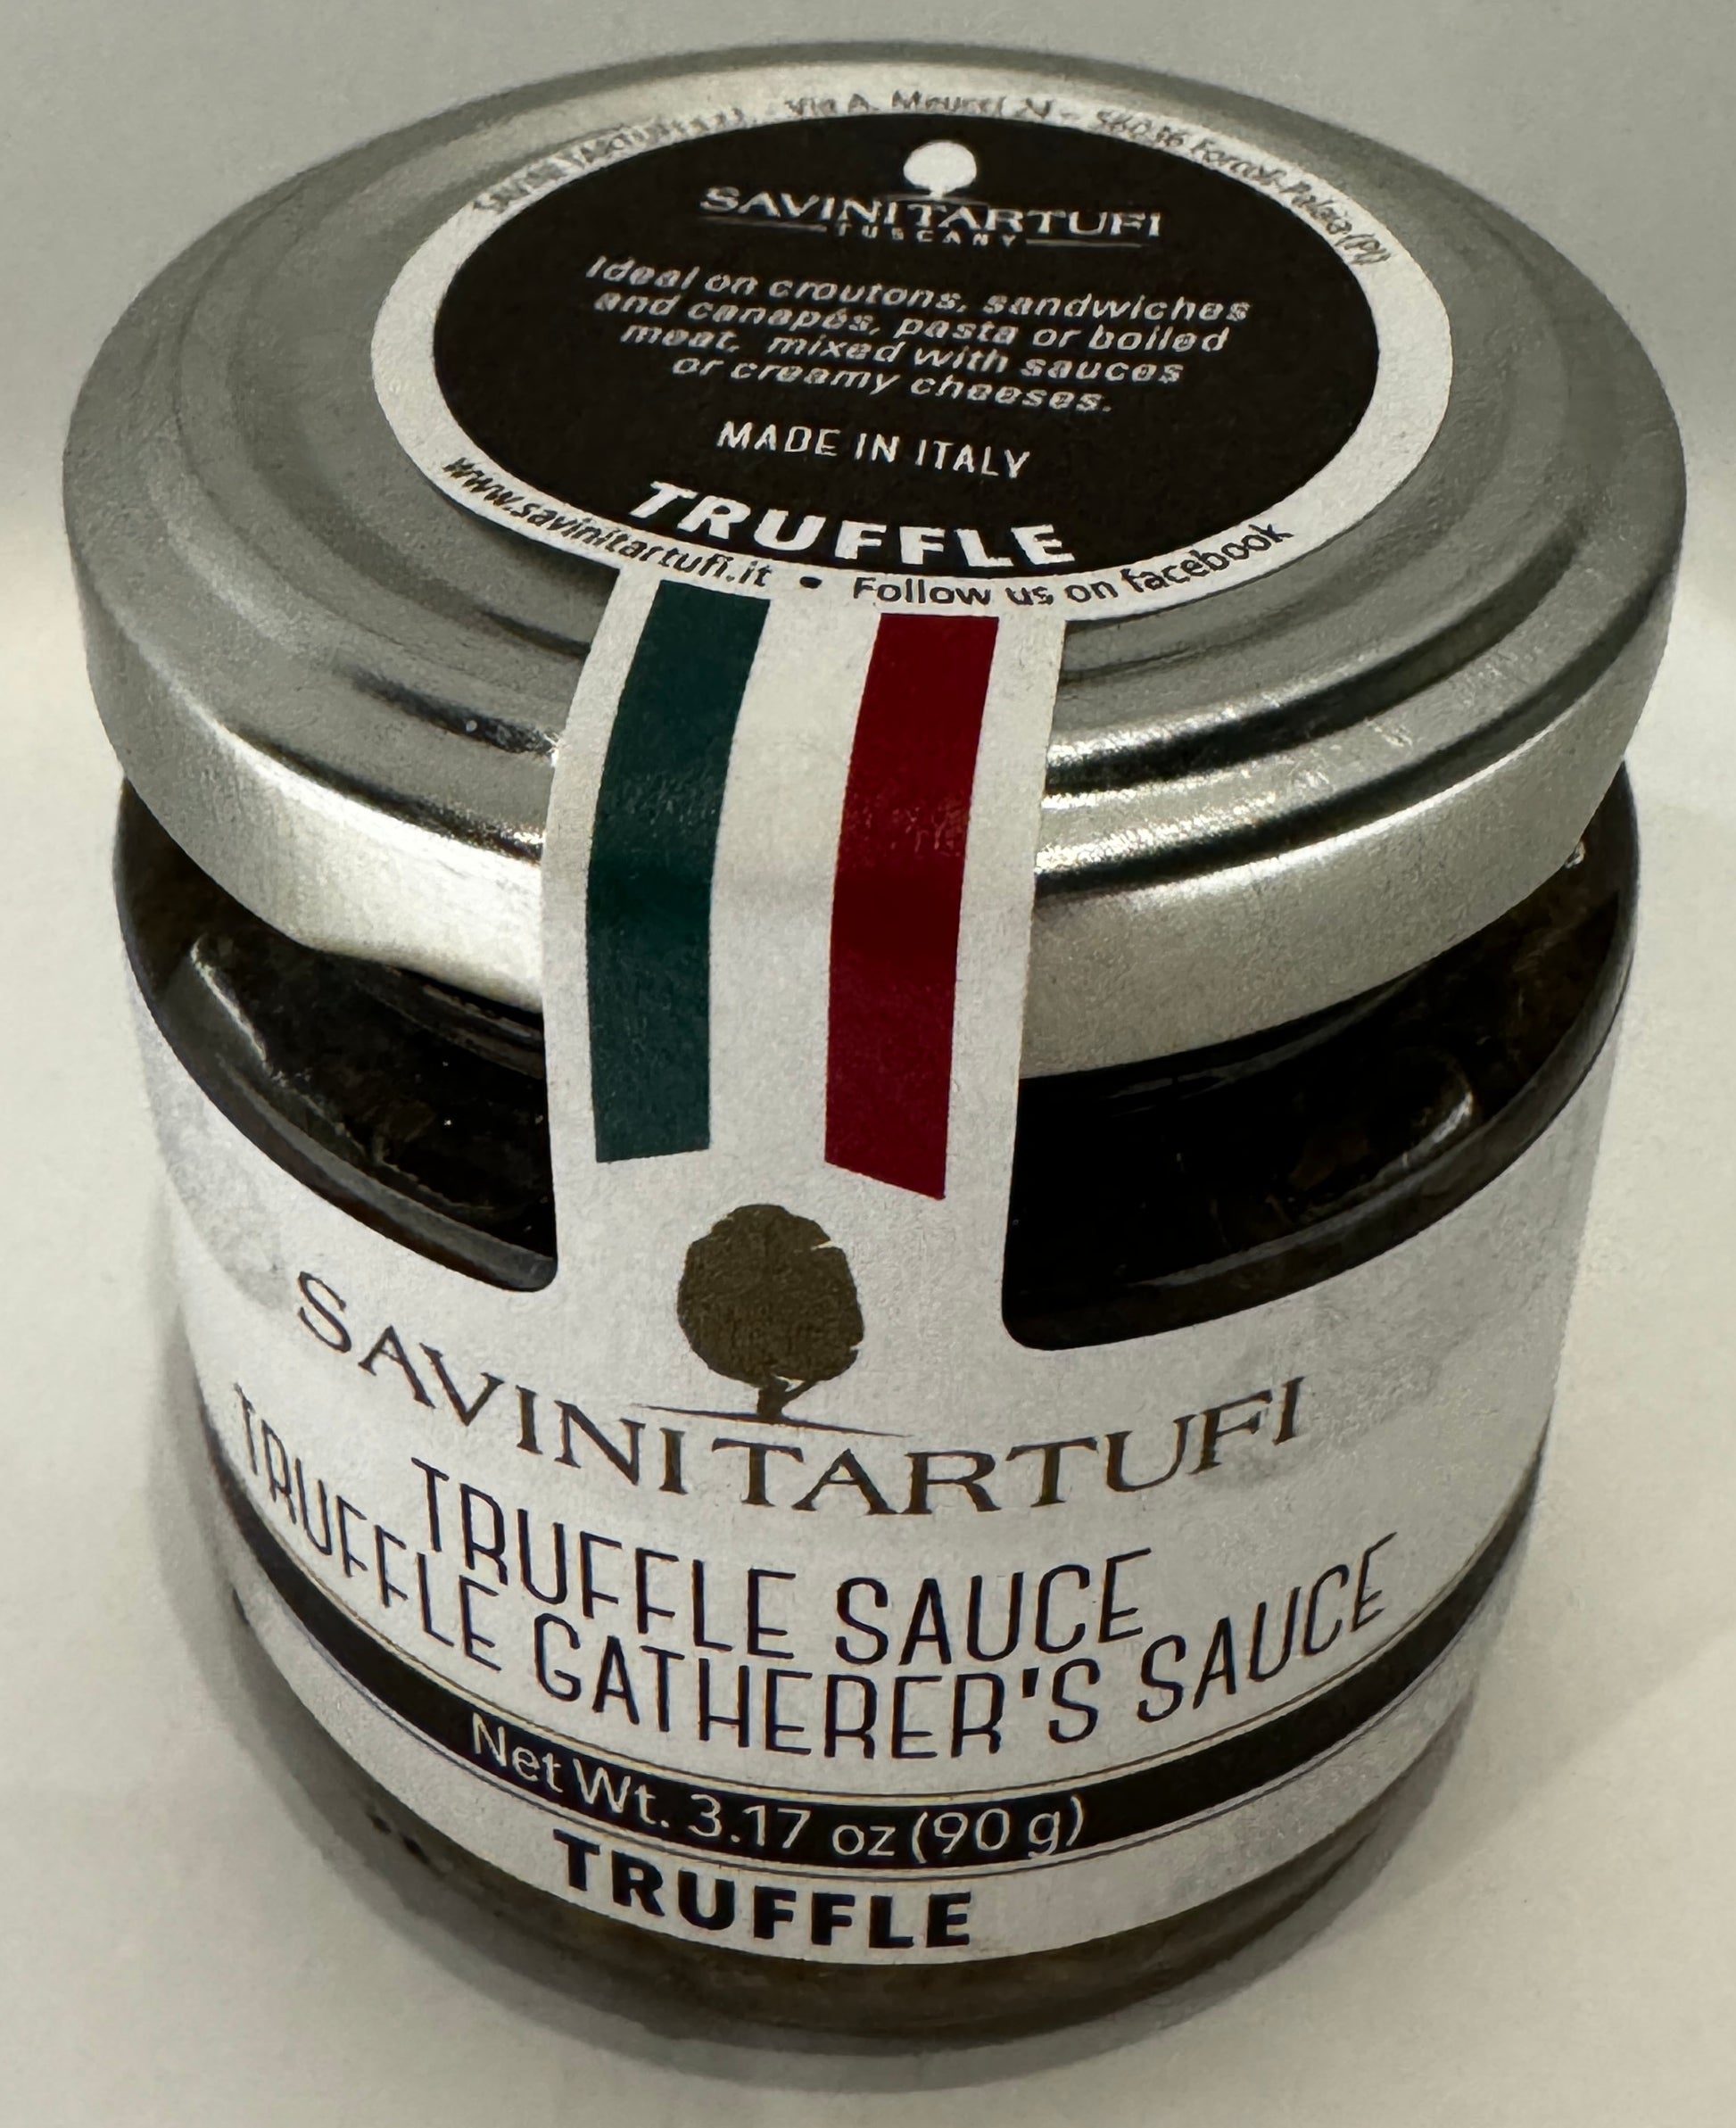 Via A.
SAVINI TARTUFI
TUSCANY
Ideal on croutons, sandwiches
and canapés, pasta or boiled
meat, mixed with sauces
or creamy cheeses.
MADE IN ITALY
TRUFFLE
www.savinitartufi.it • Follow us on facebook
SAVINI TARTUFI
TRUFFLE SAUCE
TRUFFLE GATHERER'S SAUCE
Net Wt. 3.17 oz (90 g)
TRUFFLE